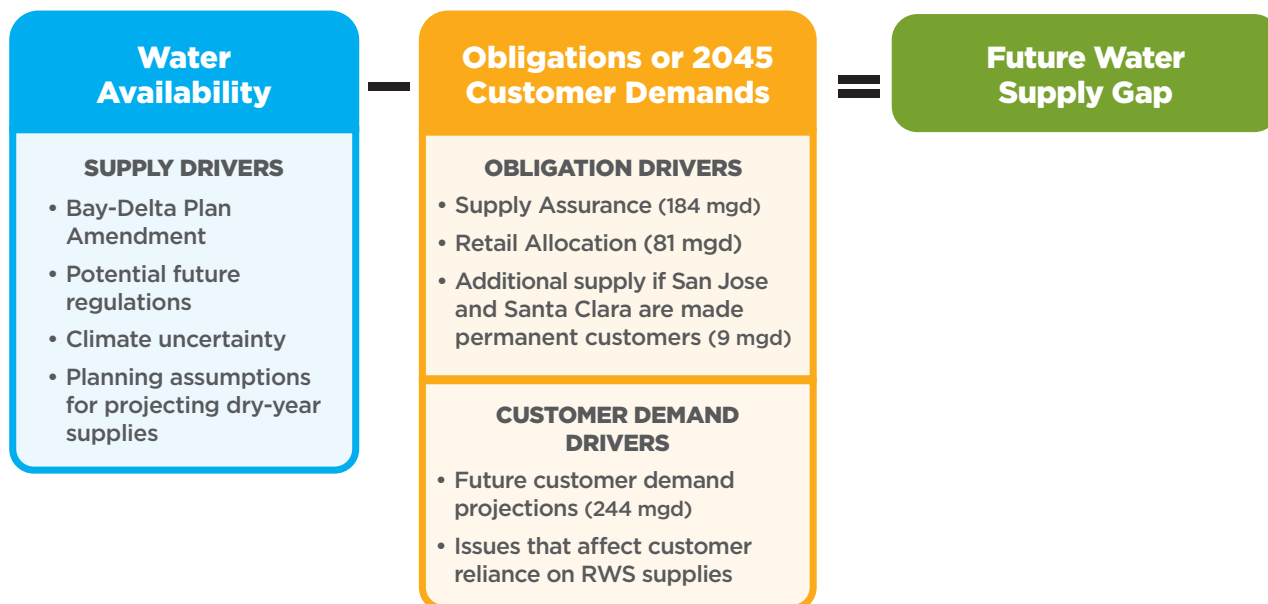 Water
Availability
SUPPLY DRIVERS
• Bay-Delta Plan
Amendment
• Potential future
regulations
• Climate uncertainty
• Planning assumptions
for projecting dry-year
supplies
–
Obligations or 2045
Customer Demands
OBLIGATION DRIVERS
• Supply Assurance (184 mgd)
• Retail Allocation (81 mgd)
• Additional supply if San Jose
and Santa Clara are made
permanent customers (9 mgd)
CUSTOMER DEMAND
DRIVERS
• Future customer demand
projections (244 mgd)
• Issues that affect customer
reliance on RWS supplies
=
Future Water
Supply Gap